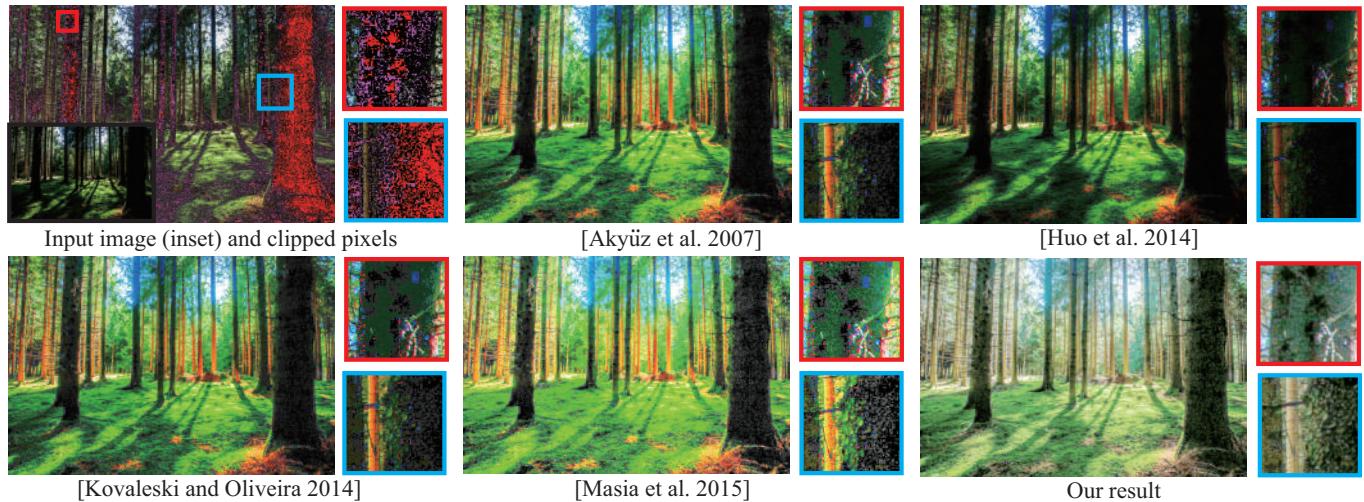 Input image (inset) and clipped pixels
[Akyüz et al. 2007]
[Huo et al. 2014]
[Kovaleski and Oliveira 2014]
[Masia et al. 2015]
Our result